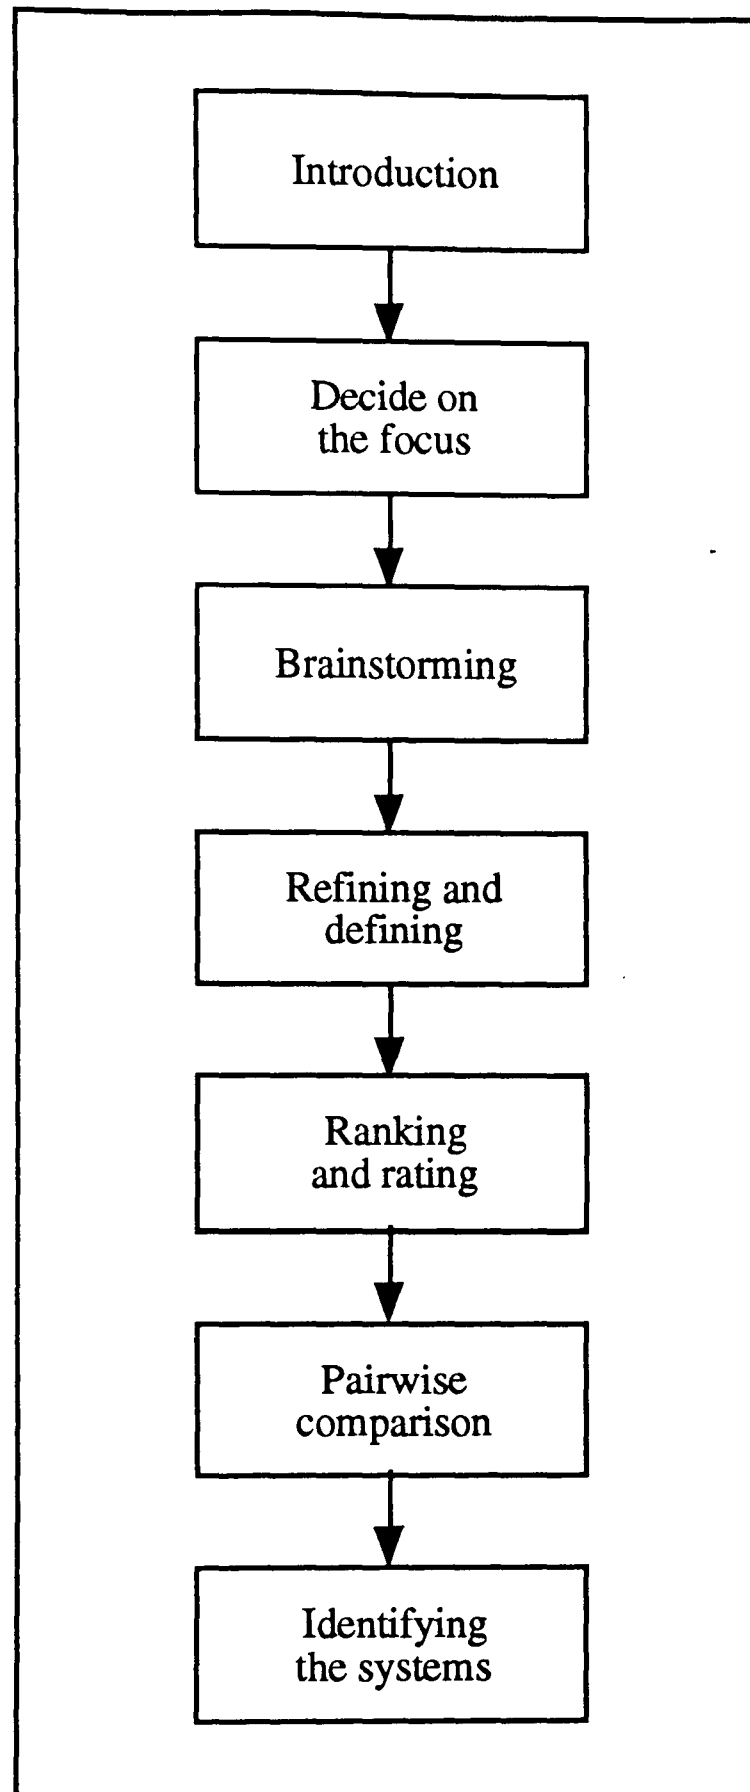 Introduction
Decide on
the focus
Brainstorming
Refining and
defining
Ranking
and rating
Pairwise
comparison
Identifying
the systems